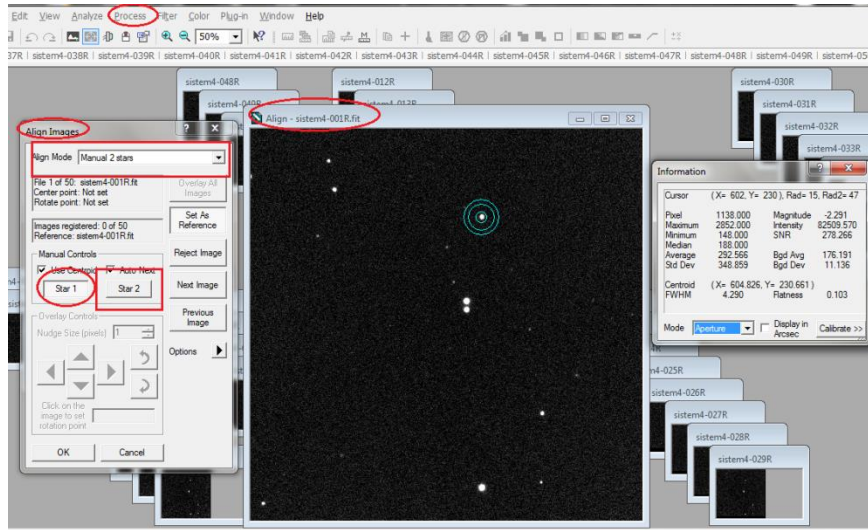 Edit View Analyze Process Filter Color Plug-in Window Help
50%
37R | sistem4-038R | sistem4-039R | sistem4-040R | sistem4-041R | sistem4-042R | sistem4-043R | sistem4-044R | sistem4-045R | sistem4-046R | sistem4-047R | sistem4-048R | sistem4-049R | sistem4-05
sistem4-048R
sistem4-012R
sistem4-030R
sistem4-049R
sistem4-013R
sistem4-031R
sistem4-032R
sistem4-033R
Align - sistem4-001R.fit
Align Images
Align Mode Manual 2 stars
File 1 of 50: sistem4-001R.fit
Center point: Not set
Rotate point: Not set
Overlay All
Images
Images registered: 0 of 50
Reference: sistem4-001R.fit
Set As
Reference
Manual Controls
Use Centroid Auto Next
Star 1 Star 2
Reject Image
Next Image
Previous
Image
Options
Overlay Controls
Nudge Size (pixels) 1
Click on the
image to set
rotation point
OK Cancel
Information
Cursor (X= 602, Y= 230 ), Rad= 15, Rad2= 47
Pixel 1138.000 Magnitude -2.291
Maximum 2852.000 Intensity 82509.570
Minimum 148.000 SNR 278.266
Median 188.000
Average 292.566 Bgd Avg 176.191
Std Dev 348.859 Bgd Dev 11.136
Centroid (X= 604.826, Y= 230.661 )
FWHM 4.290 Flatness 0.103
Mode Aperture Display in
Arcsec Calibrate >>
4-025R
sistem4-026R
sistem4-027R
sistem4-028R
sistem4-029R